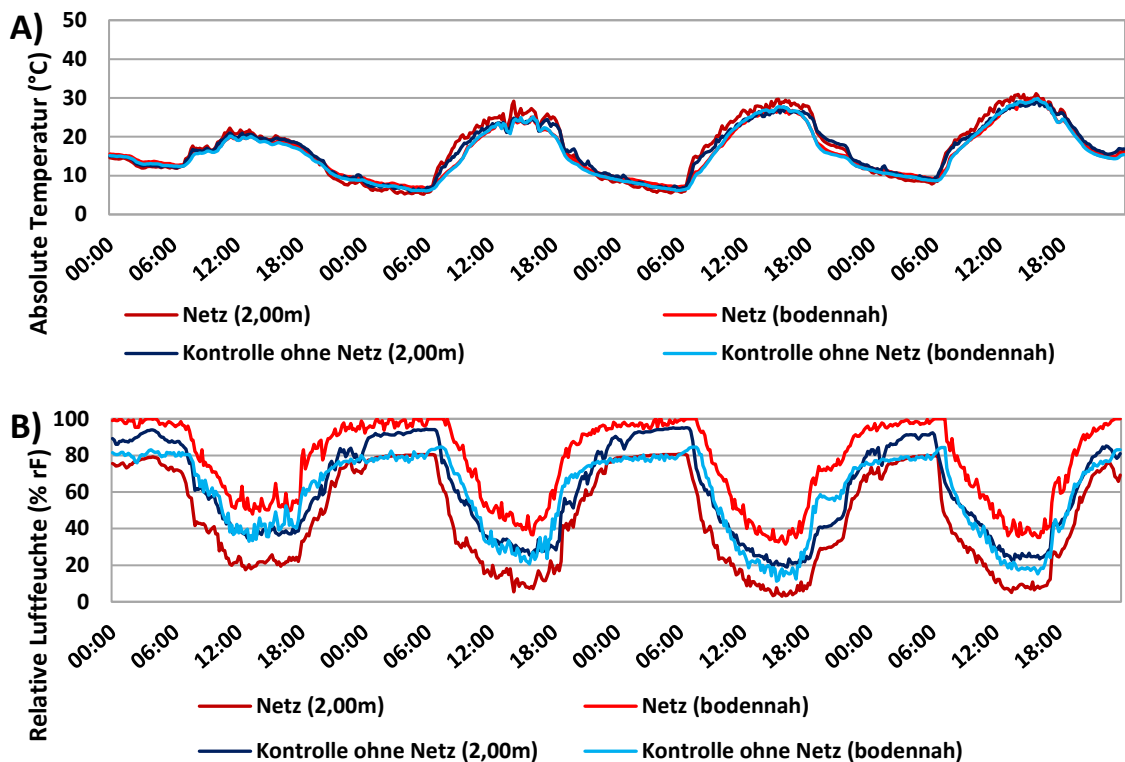 A)
Absolute Temperatur (°C)
50
40
30
20
10
0
00:00 06:00 12:00 18:00 00:00 06:00 12:00 18:00 00:00 06:00 12:00 18:00 00:00 06:00 12:00 18:00
Netz (2,00m) Netz (bodennah)
Kontrolle ohne Netz (2,00m) Kontrolle ohne Netz (bondennah)
B)
Relative Luftfeuchte (% rF)
100
80
60
40
20
0
00:00 06:00 12:00 18:00 00:00 06:00 12:00 18:00 00:00 06:00 12:00 18:00 00:00 06:00 12:00 18:00
Netz (2,00m) Netz (bodennah)
Kontrolle ohne Netz (2,00m) Kontrolle ohne Netz (bodennah)